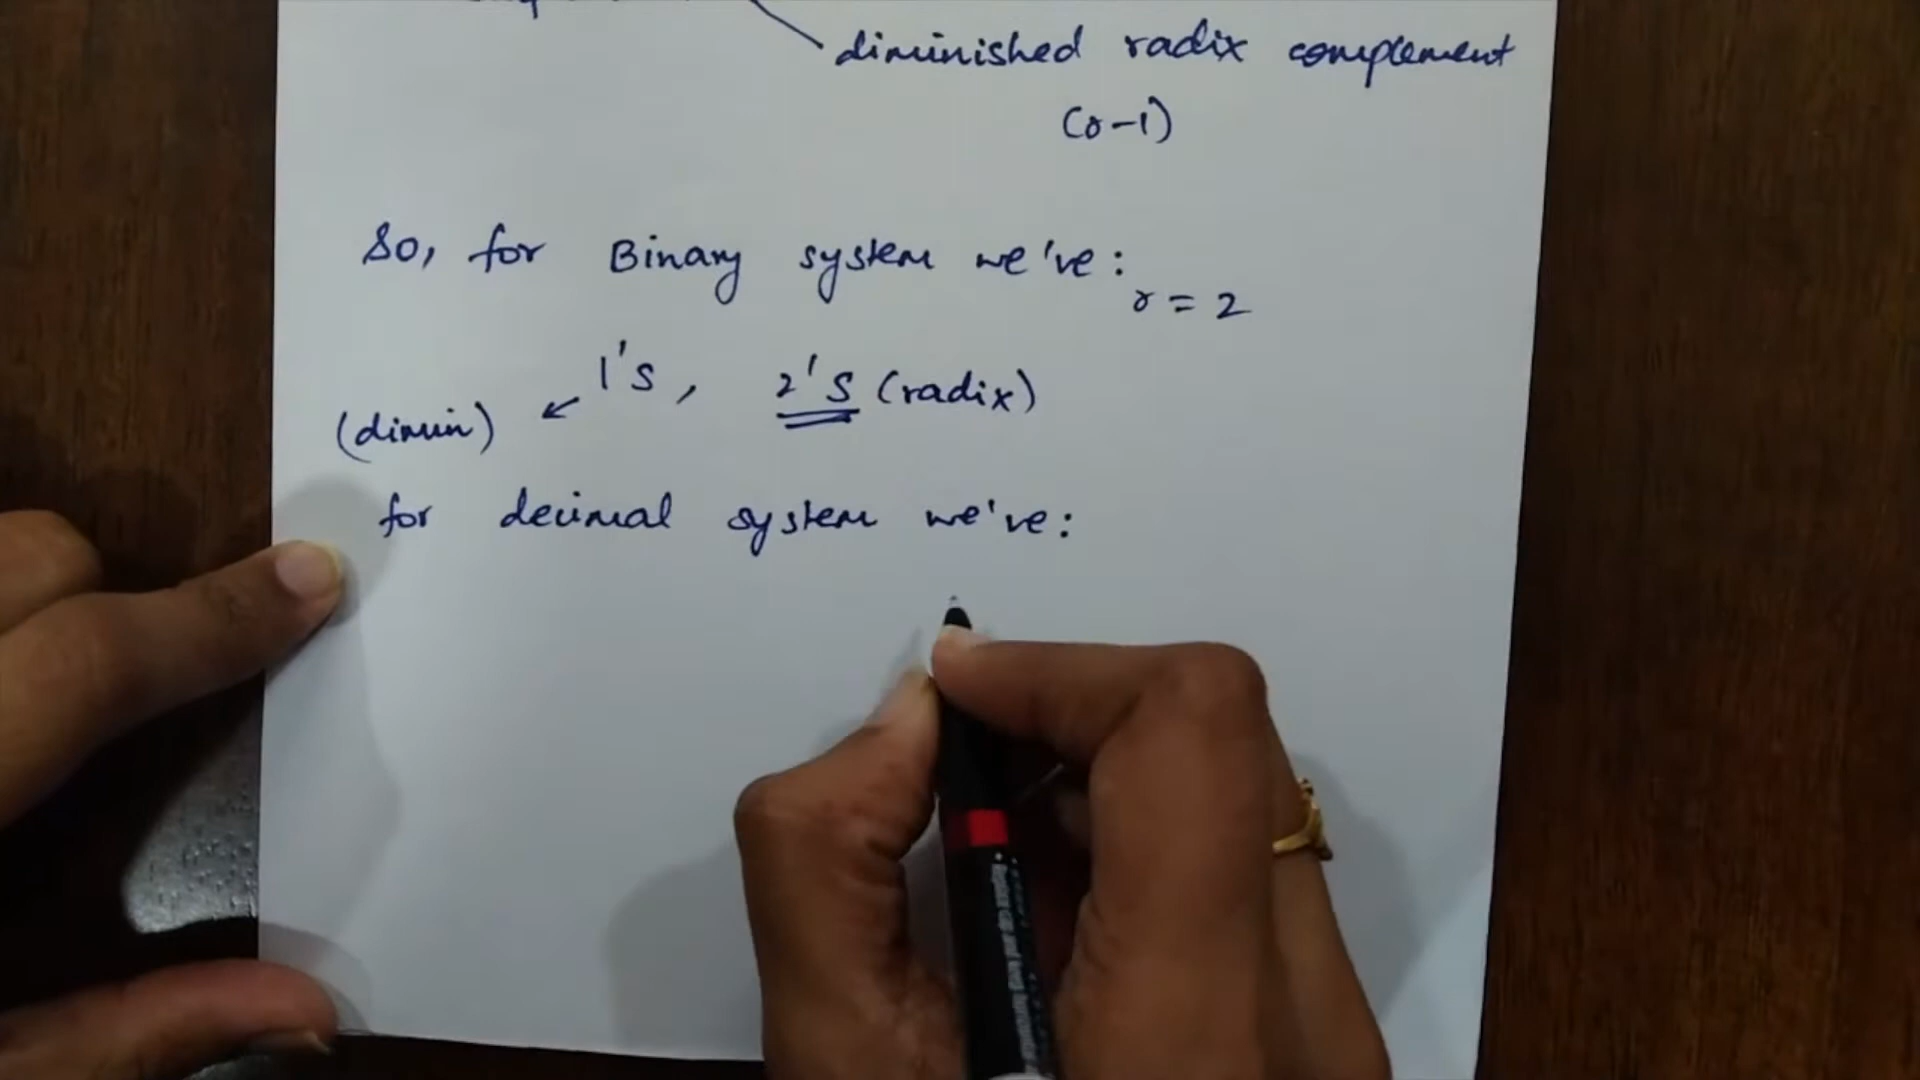 diminished radix complement
(r-1)
So, for Binary system we've:
r = 2
1's, 2's (radix)
(dimin)
for decimal system we've: